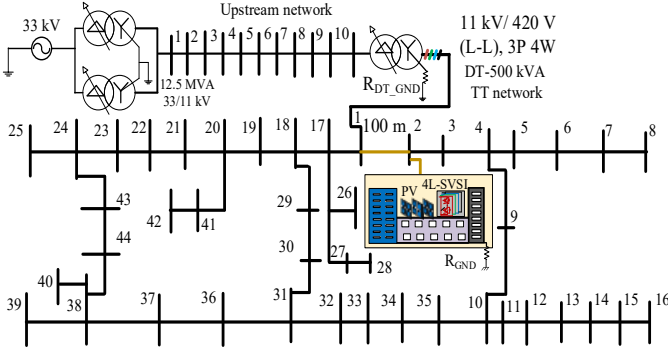 Upstream network
33 kV
1 2 3 4 5 6 7 8 9 10
12.5 MVA
33/11 kV
R_DT_GND
11 kV/ 420 V
(L-L), 3P 4W
DT-500 kVA
TT network
25 24 23 22 21 20 19 18 17 1 100 m 2 3 4 5 6 7 8
43 42 41 29 26 PV 4L-SVSI 9
44 30 27 28 R_GND
40 31
39 38 37 36 32 33 34 35 10 11 12 13 14 15 16